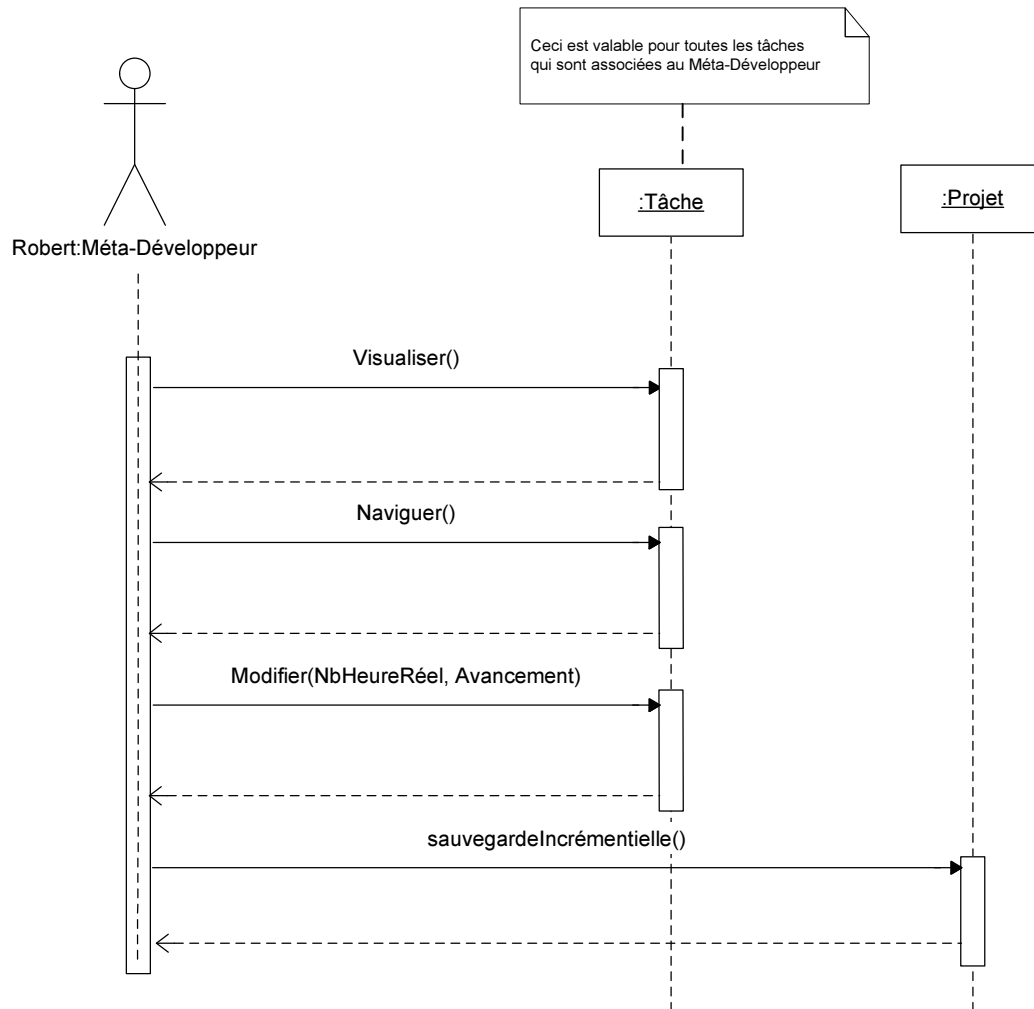 Ceci est valable pour toutes les tâches
qui sont associées au Méta-Développeur
:Tâche
:Projet
Robert:Méta-Développeur
Visualiser()
Naviguer()
Modifier(NbHeureRéel, Avancement)
sauvegardeIncrémentielle()